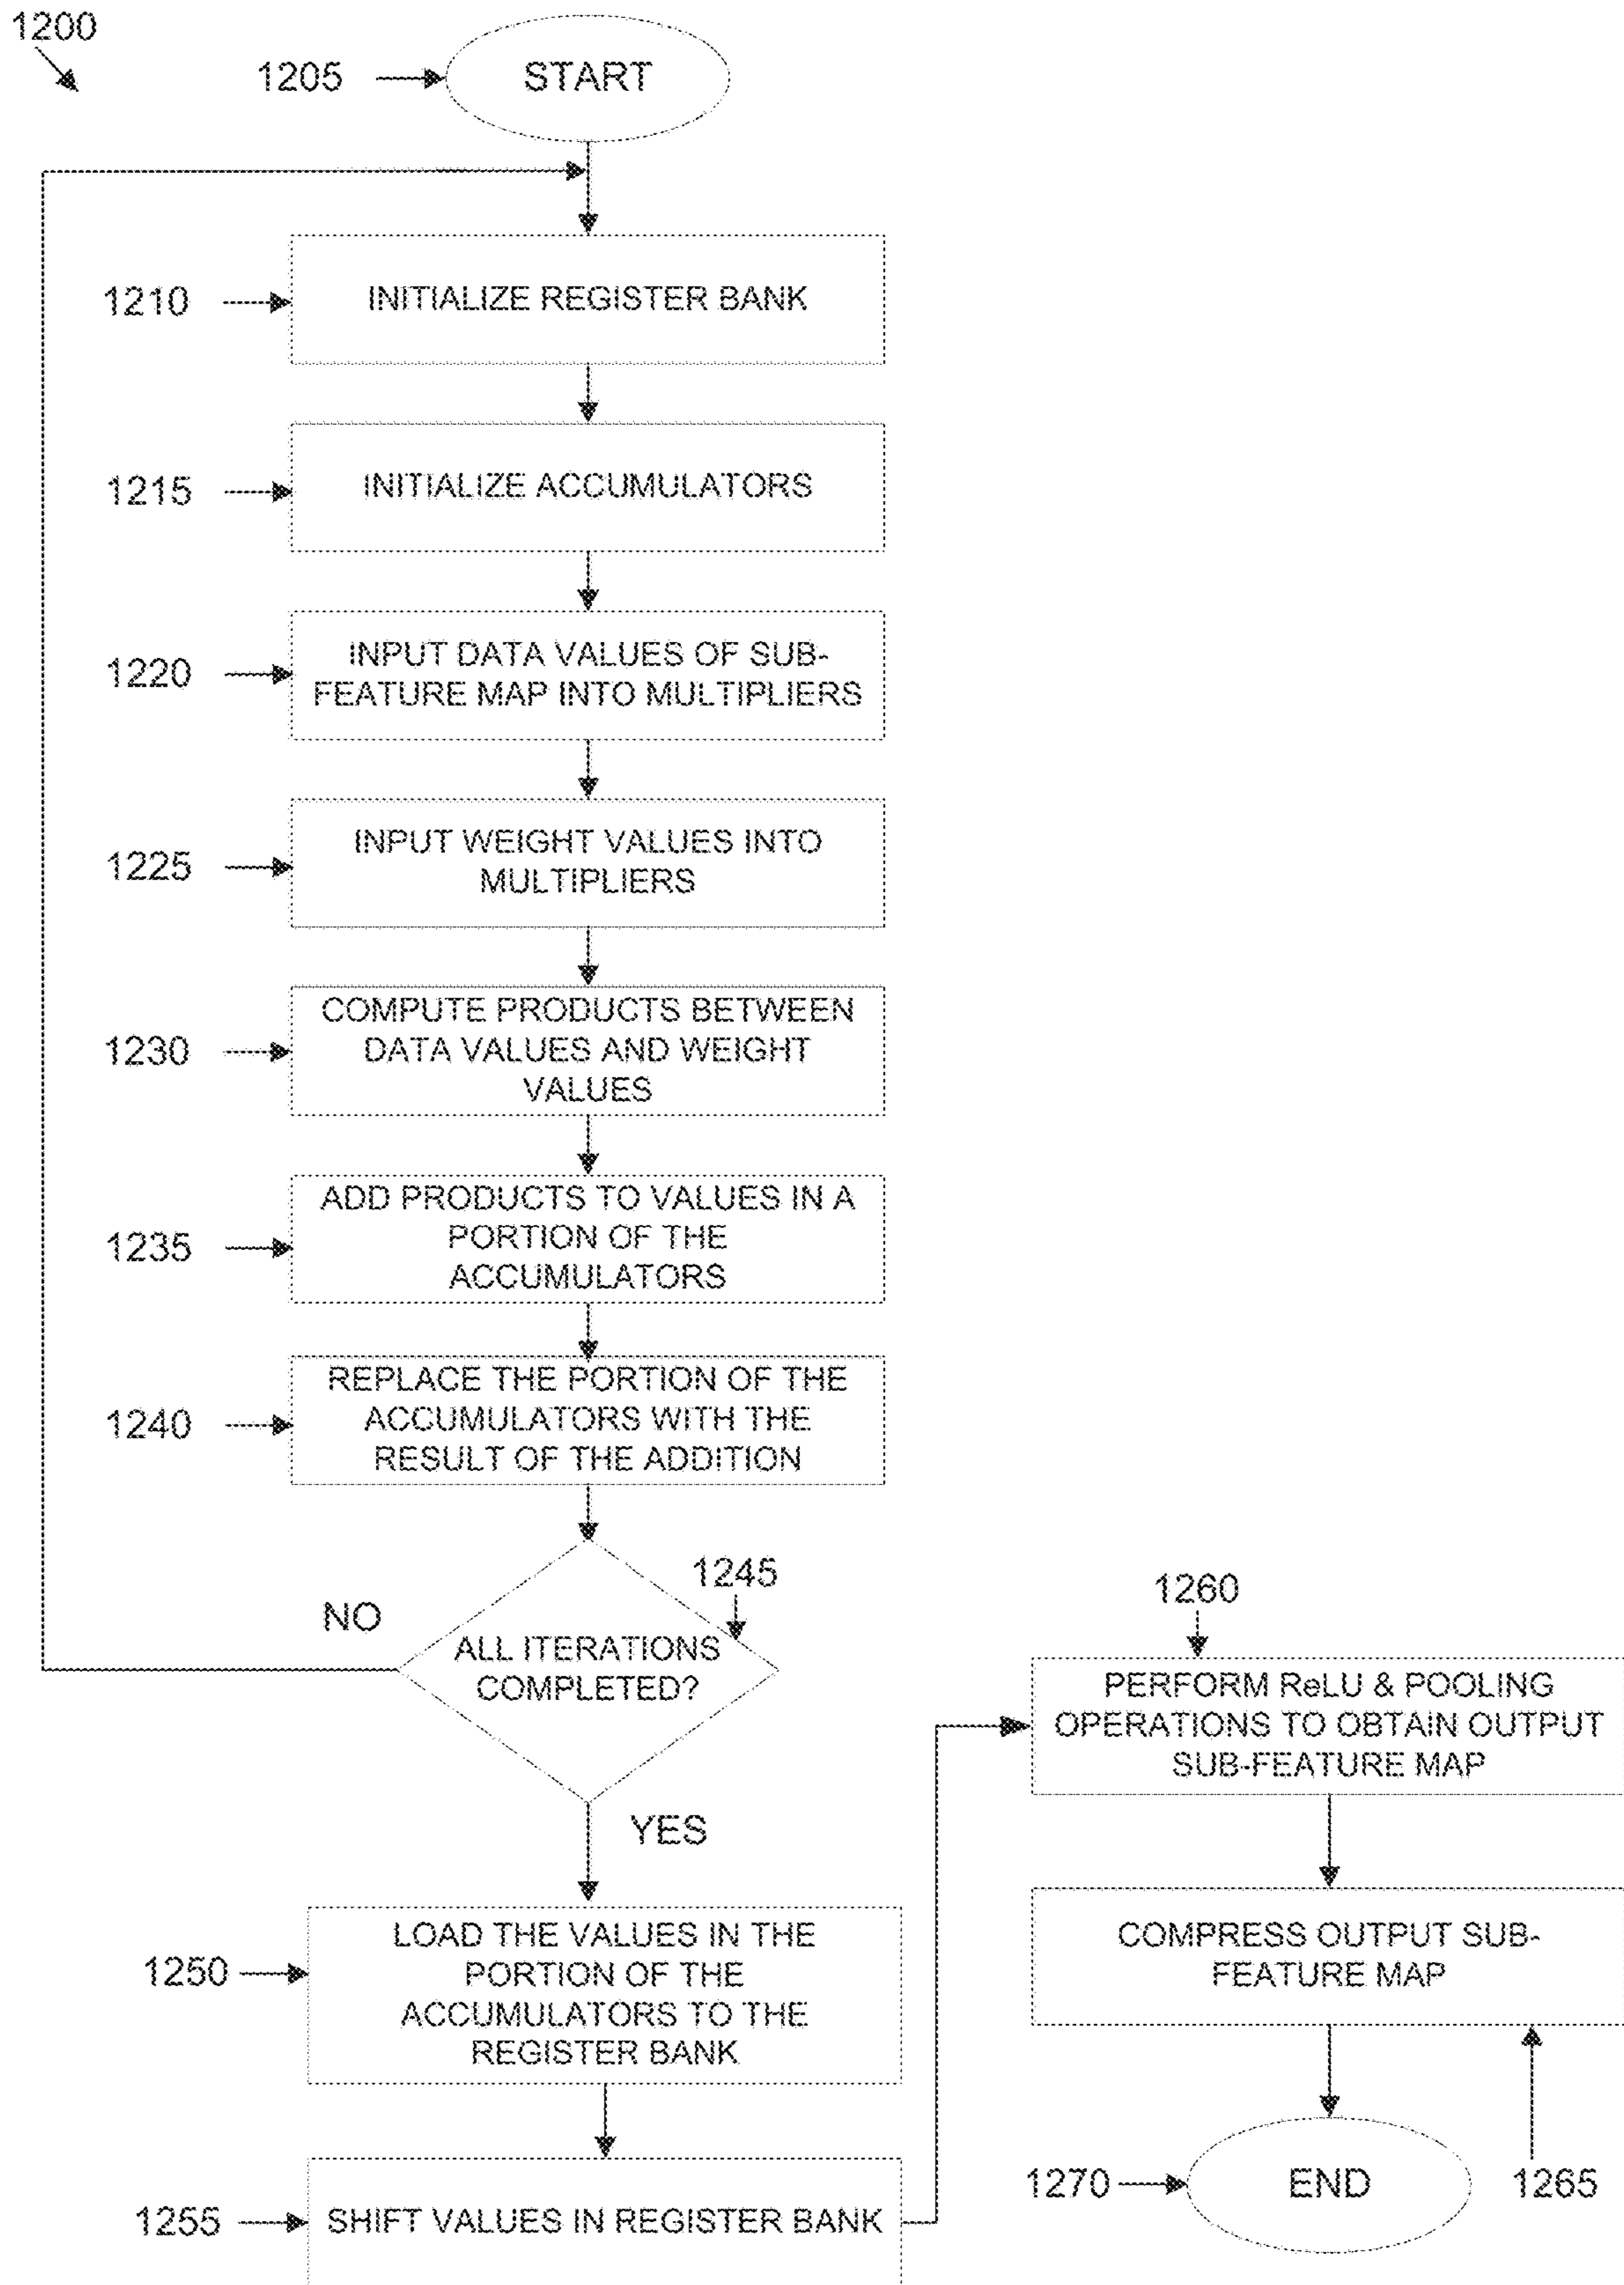 1200
1205
START
1210
INITIALIZE REGISTER BANK
1215
INITIALIZE ACCUMULATORS
1220
INPUT DATA VALUES OF SUB-
FEATURE MAP INTO MULTIPLIERS
1225
INPUT WEIGHT VALUES INTO
MULTIPLIERS
1230
COMPUTE PRODUCTS BETWEEN
DATA VALUES AND WEIGHT
VALUES
1235
ADD PRODUCTS TO VALUES IN A
PORTION OF THE
ACCUMULATORS
1240
REPLACE THE PORTION OF THE
ACCUMULATORS WITH THE
RESULT OF THE ADDITION
1245
NO
ALL ITERATIONS
COMPLETED?
YES
1250
LOAD THE VALUES IN THE
PORTION OF THE
ACCUMULATORS TO THE
REGISTER BANK
1255
SHIFT VALUES IN REGISTER BANK
1260
PERFORM ReLU & POOLING
OPERATIONS TO OBTAIN OUTPUT
SUB-FEATURE MAP
COMPRESS OUTPUT SUB-
FEATURE MAP
1265
1270
END